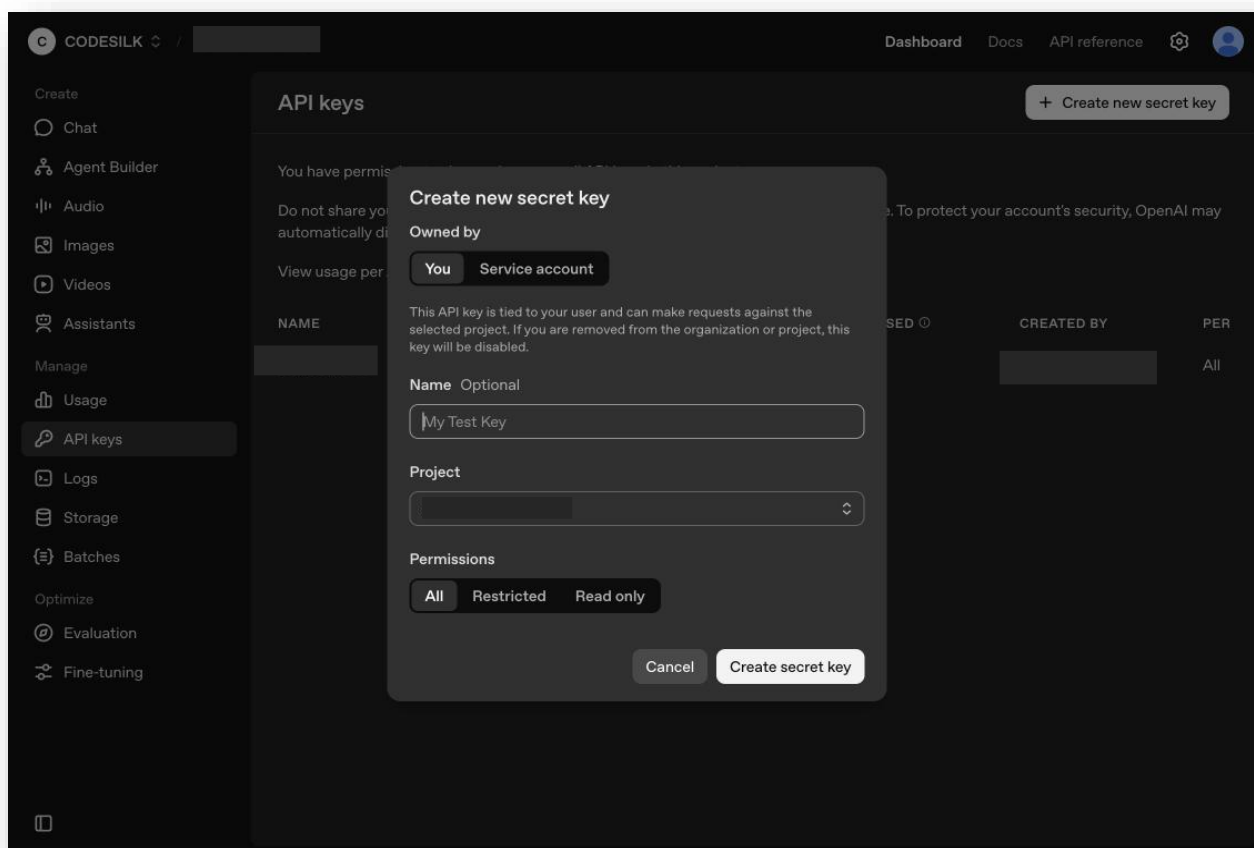 C CODESILK /
Dashboard Docs API reference
Create
Chat
Agent Builder
Audio
Images
Videos
Assistants
Manage
Usage
API keys
Logs
Storage
Batches
Optimize
Evaluation
Fine-tuning
API keys
+ Create new secret key
You have permis
Do not share yo
e. To protect your account's security, OpenAI may
automatically di
View usage per
NAME
SED
CREATED BY
PER
All
Create new secret key
Owned by
You Service account
This API key is tied to your user and can make requests against the
selected project. If you are removed from the organization or project, this
key will be disabled.
Name Optional
My Test Key
Project
Permissions
All Restricted Read only
Cancel Create secret key